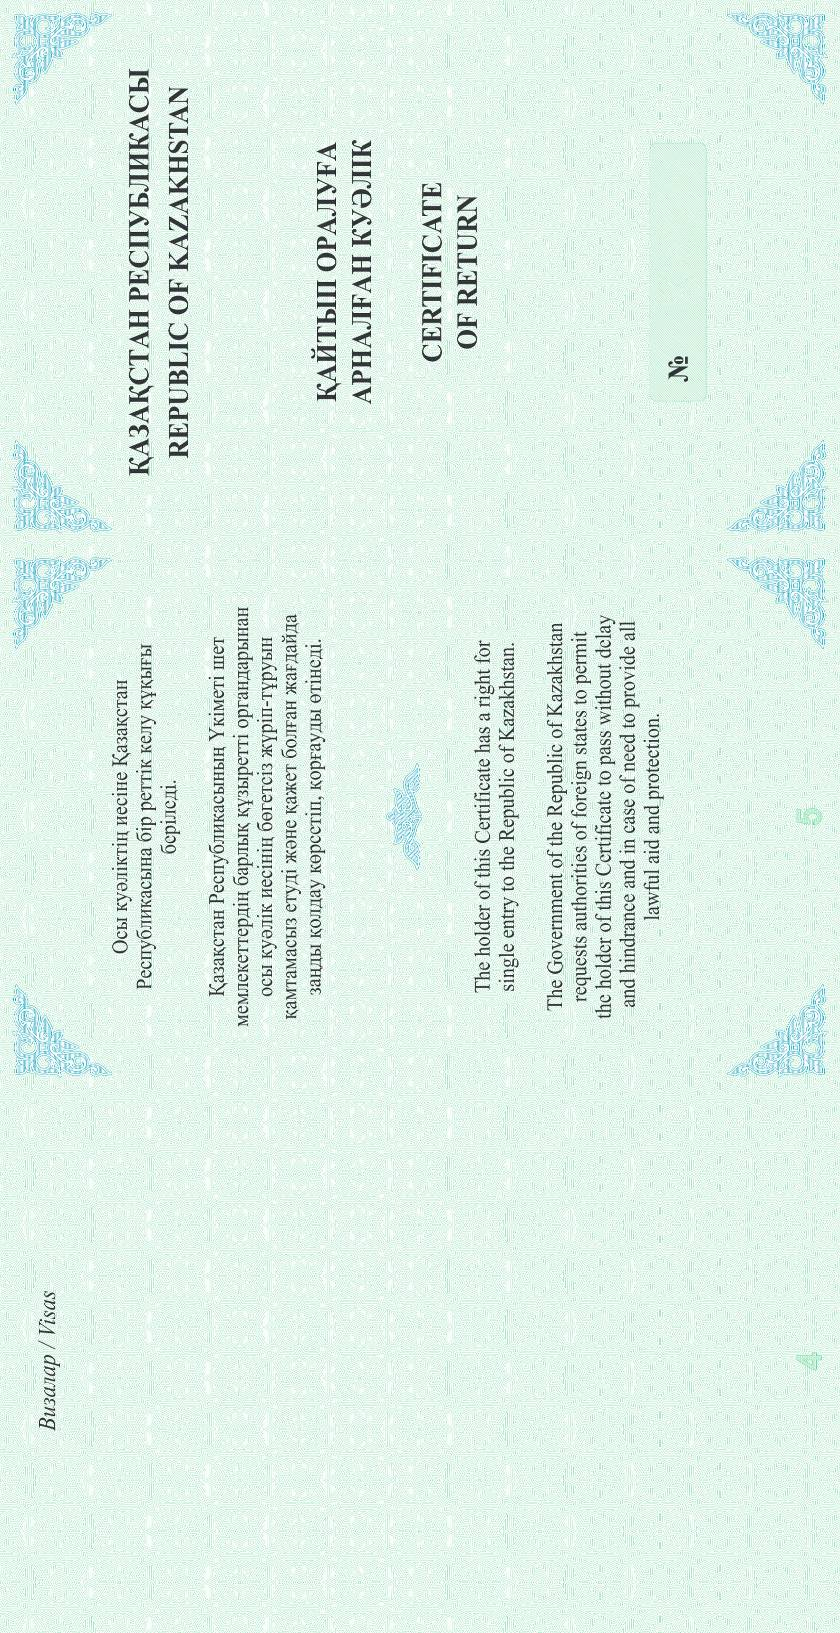 ҚАЗАҚСТАН РЕСПУБЛИКАСЫ
REPUBLIC OF KAZAKHSTAN
ҚАЙТЫП ОРАЛУҒА
АРНАЛҒАН КУӘЛІК
CERTIFICATE
OF RETURN
№
Осы куәліктің иесіне Қазақстан
Республикасына бір реттік келу құқығы
беріледі.
Қазақстан Республикасының Үкіметі шет
мемлекеттердің барлық құзыретті органдарынан
осы куәлік иесінің бөгетсіз жүріп-тұруын
қамтамасыз етуді және қажет болған жағдайда
заңды қолдау көрсетіп, қорғауды өтінеді.
The holder of this Certificate has a right for
single entry to the Republic of Kazakhstan.
The Government of the Republic of Kazakhstan
requests authorities of foreign states to permit
the holder of this Certificate to pass without delay
and hindrance and in case of need to provide all
lawful aid and protection.
5
Визалар / Visas
4